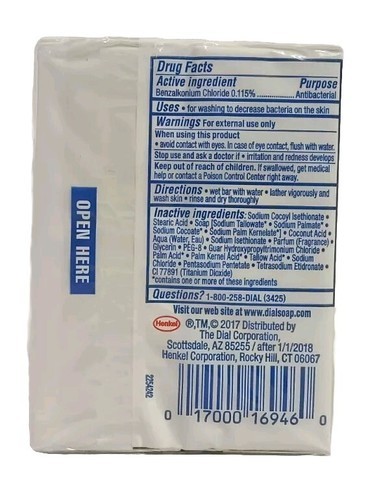 Drug Facts
Active ingredient Purpose
Benzalkonium Chloride 0.115% Antibacterial
Uses • for washing to decrease bacteria on the skin
Warnings For external use only
When using this product
• avoid contact with eyes. In case of eye contact, flush with water.
Stop use and ask a doctor if • irritation and redness develops
Keep out of reach of children. If swallowed, get medical
help or contact a Poison Control Center right away.
Directions • wet bar with water • lather vigorously and
wash skin • rinse and dry thoroughly
Inactive ingredients: Sodium Cocoyl Isethionate •
Stearic Acid • Soap [Sodium Tallowate* • Sodium Palmate* •
Sodium Cocoate* • Sodium Palm Kernelate*] • Coconut Acid •
Aqua (Water, Eau) • Sodium Isethionate • Parfum (Fragrance) •
Glycerin • PEG-8 • Guar Hydroxypropyltrimonium Chloride •
Palm Acid* • Palm Kernel Acid* • Tallow Acid* • Sodium
Chloride • Pentasodium Pentetate • Tetrasodium Etidronate •
CI 77891 (Titanium Dioxide)
*contains one or more of these ingredients
Questions? 1-800-258-DIAL (3425)
Visit our web site at www.dialsoap.com
Henkel
®,TM,© 2017 Distributed by
The Dial Corporation,
Scottsdale, AZ 85255 / after 1/1/2018
Henkel Corporation, Rocky Hill, CT 06067
OPEN HERE
2254242
0 17000 16946 0